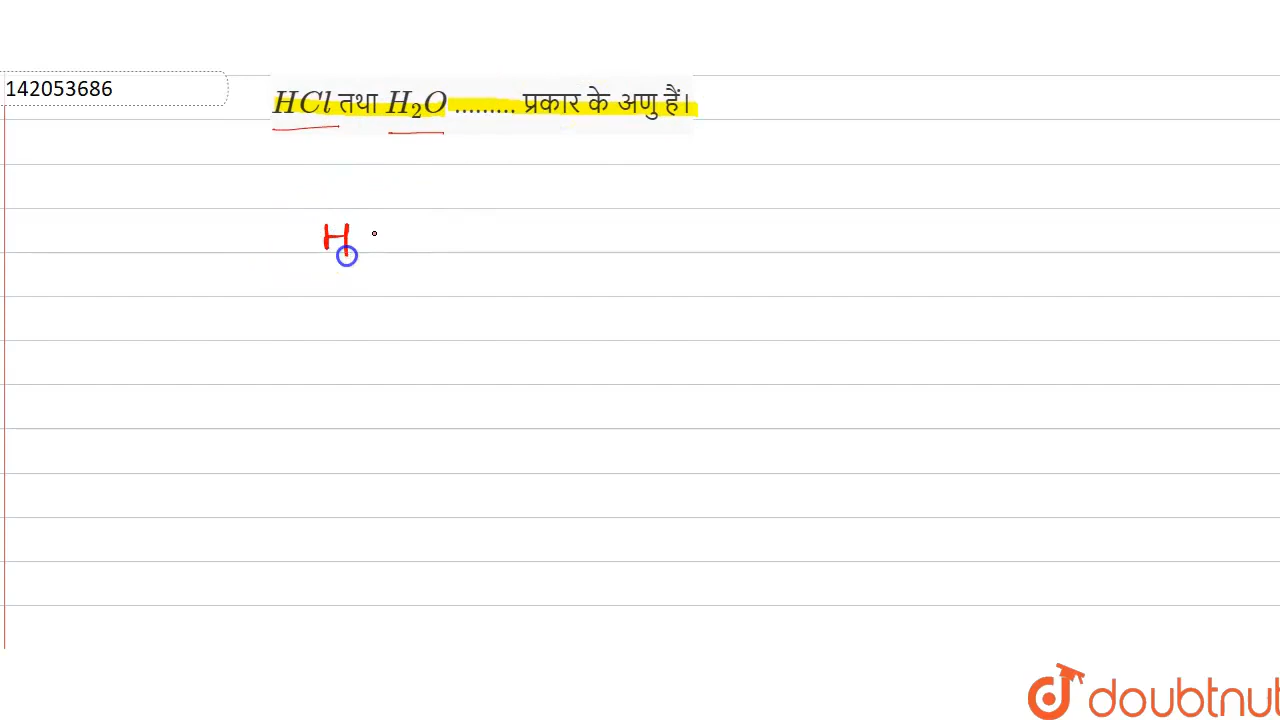 142053686
HCl तथा H₂O ......... प्रकार के अणु हैं।
H
doubtnut